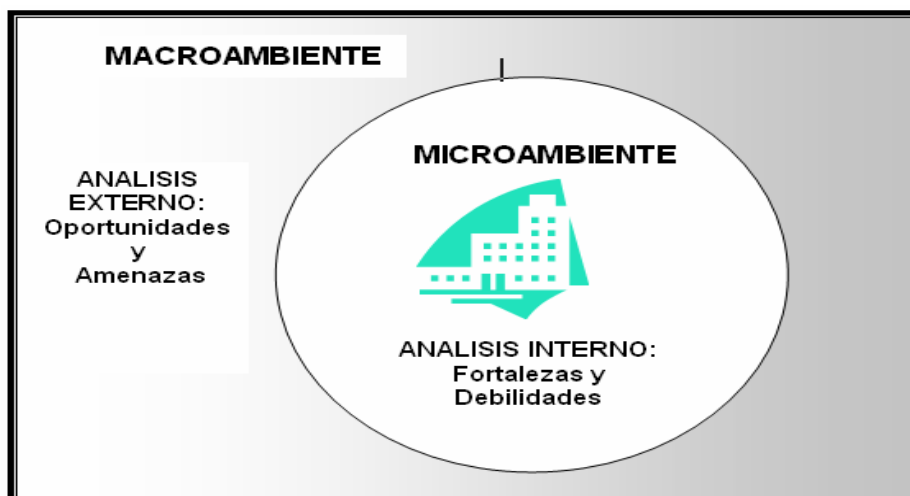 MACROAMBIENTE
MICROAMBIENTE
ANALISIS
EXTERNO:
Oportunidades
y
Amenazas
ANALISIS INTERNO:
Fortalezas y
Debilidades